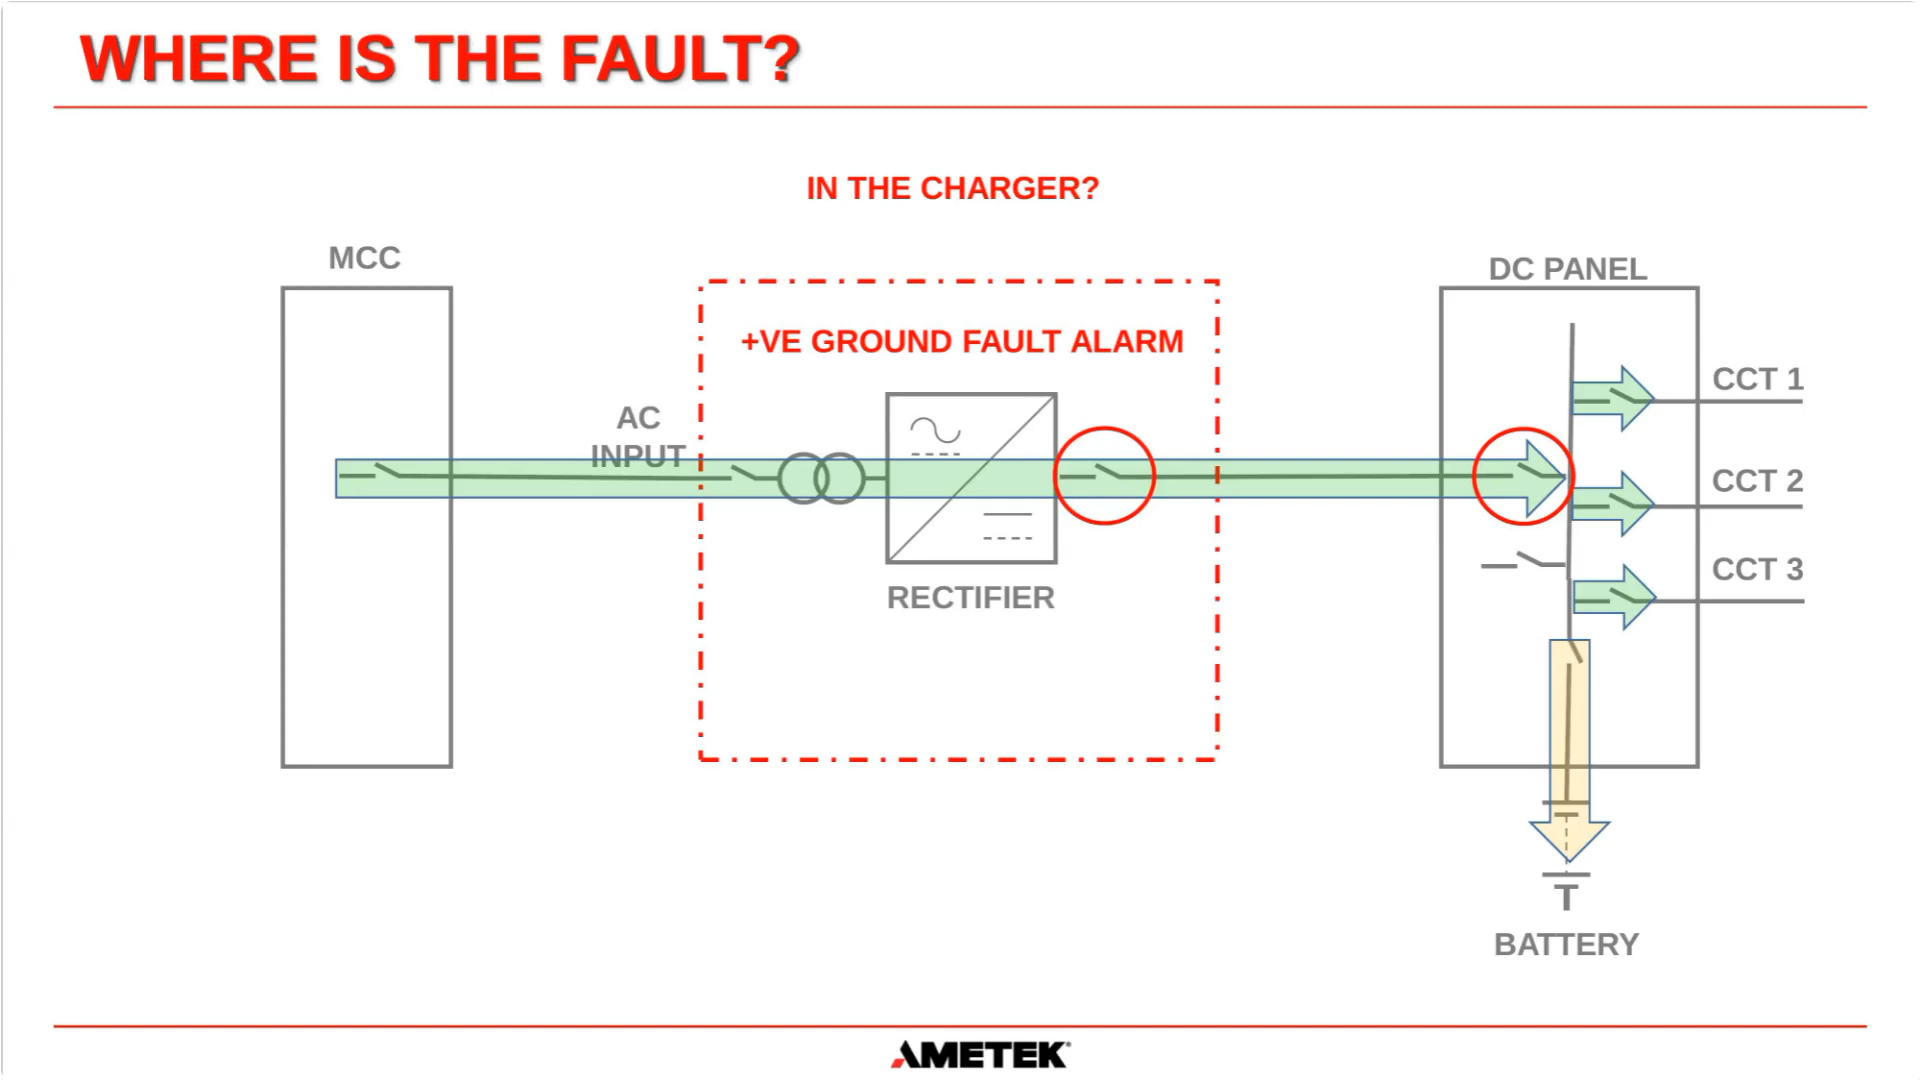 WHERE IS THE FAULT?
IN THE CHARGER?
MCC
DC PANEL
+VE GROUND FAULT ALARM
CCT 1
AC
INPUT
CCT 2
CCT 3
RECTIFIER
BATTERY
AMETEK®